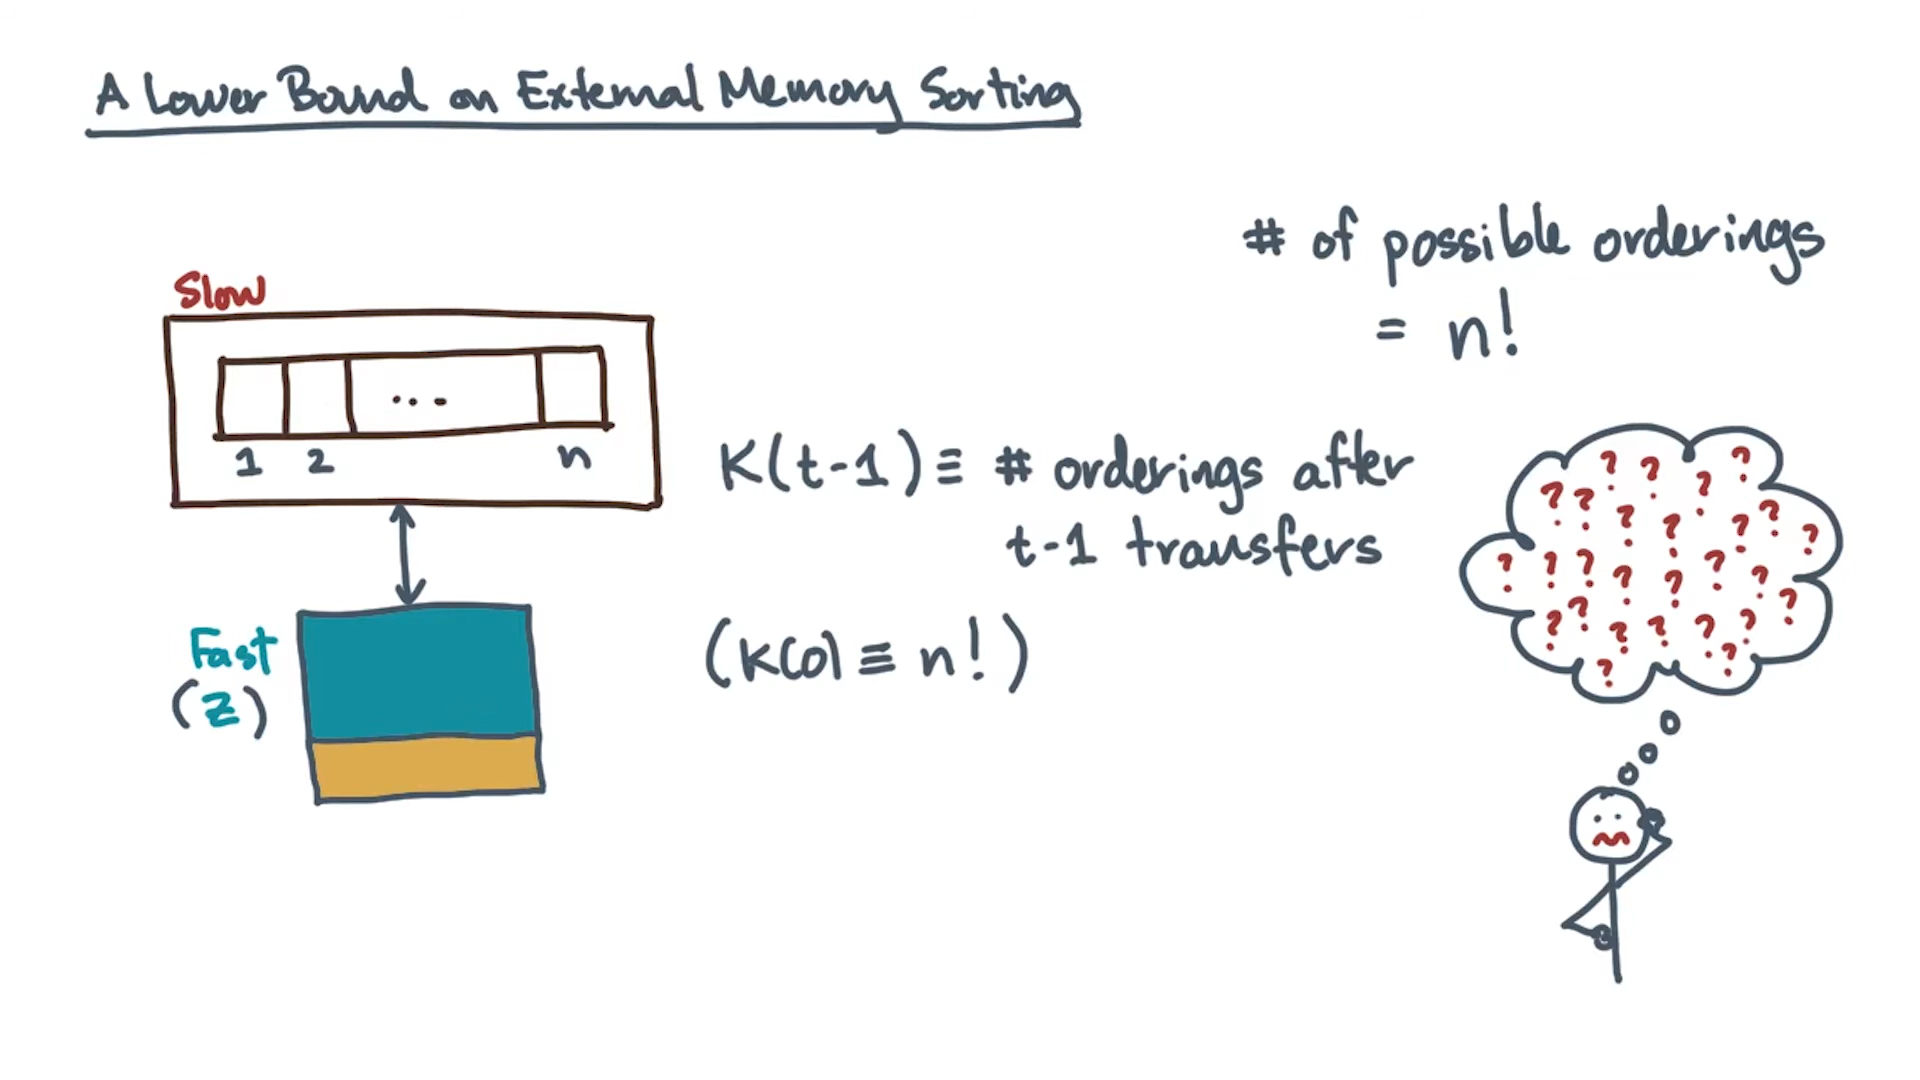 A Lower Bound on External Memory Sorting
# of possible orderings
= n!
Slow
...
1 2 n
K(t-1) ≡ # orderings after
t-1 transfers
Fast
(Z)
(K(0) ≡ n!)
? ? ? ? ? ? ? ? ? ? ? ? ? ? ? ? ? ? ? ? ? ? ? ? ? ? ?